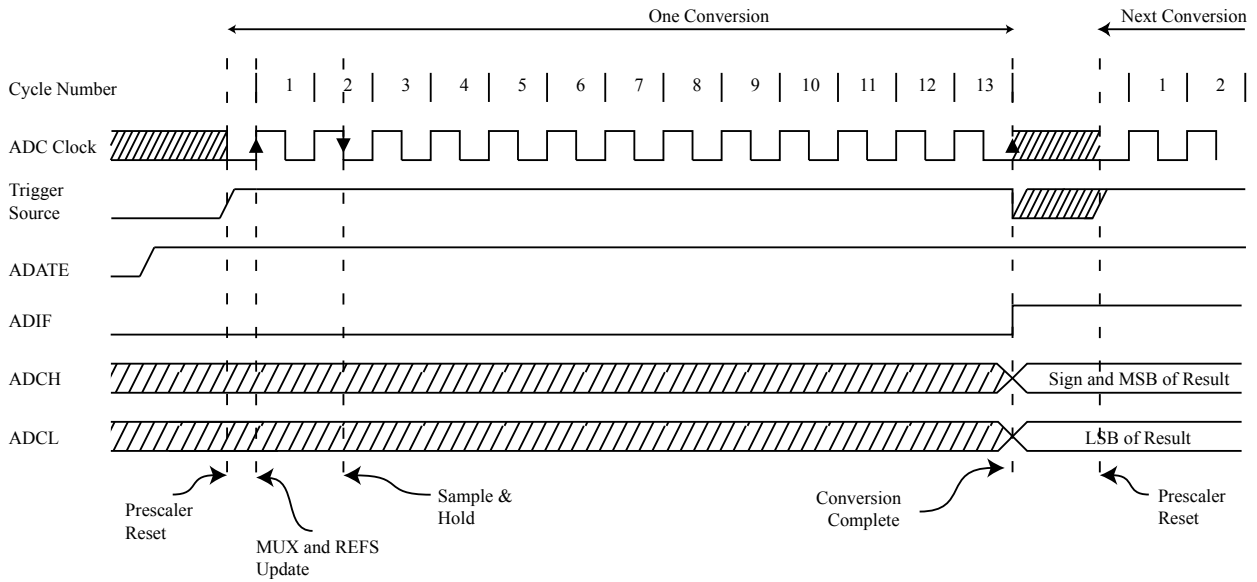 One Conversion
Next Conversion
Cycle Number
1 2 3 4 5 6 7 8 9 10 11 12 13 1 2
ADC Clock
Trigger
Source
ADATE
ADIF
ADCH
Sign and MSB of Result
ADCL
LSB of Result
Prescaler
Reset
MUX and REFS
Update
Sample &
Hold
Conversion
Complete
Prescaler
Reset